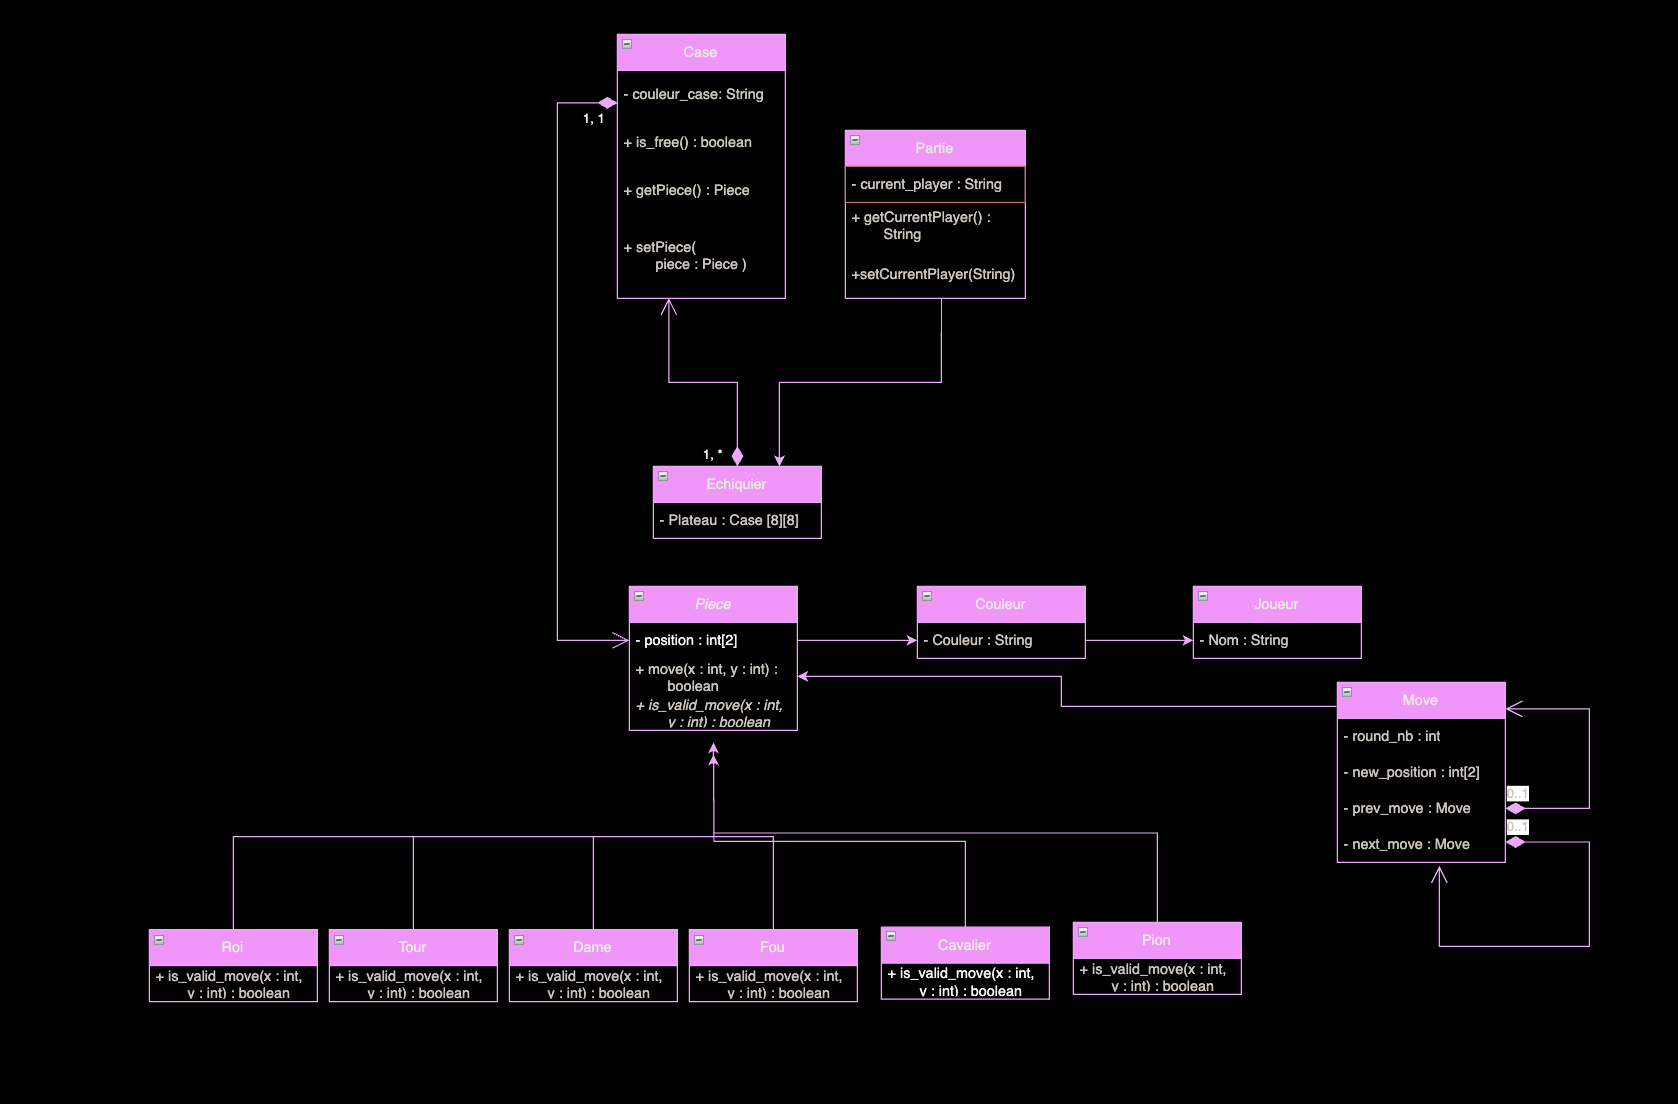 Case
- couleur_case: String
1, 1
+ is_free() : boolean
+ getPiece() : Piece
+ setPiece(
piece : Piece )
Partie
- current_player : String
+ getCurrentPlayer() :
String
+setCurrentPlayer(String)
1, *
Echiquier
- Plateau : Case [8][8]
Piece
- position : int[2]
+ move(x : int, y : int) :
boolean
+ is_valid_move(x : int,
y : int) : boolean
Couleur
- Couleur : String
Joueur
- Nom : String
Move
- round_nb : int
- new_position : int[2]
0..1
- prev_move : Move
0..1
- next_move : Move
Roi
+ is_valid_move(x : int,
y : int) : boolean
Tour
+ is_valid_move(x : int,
y : int) : boolean
Dame
+ is_valid_move(x : int,
y : int) : boolean
Fou
+ is_valid_move(x : int,
y : int) : boolean
Cavalier
+ is_valid_move(x : int,
y : int) : boolean
Pion
+ is_valid_move(x : int,
y : int) : boolean